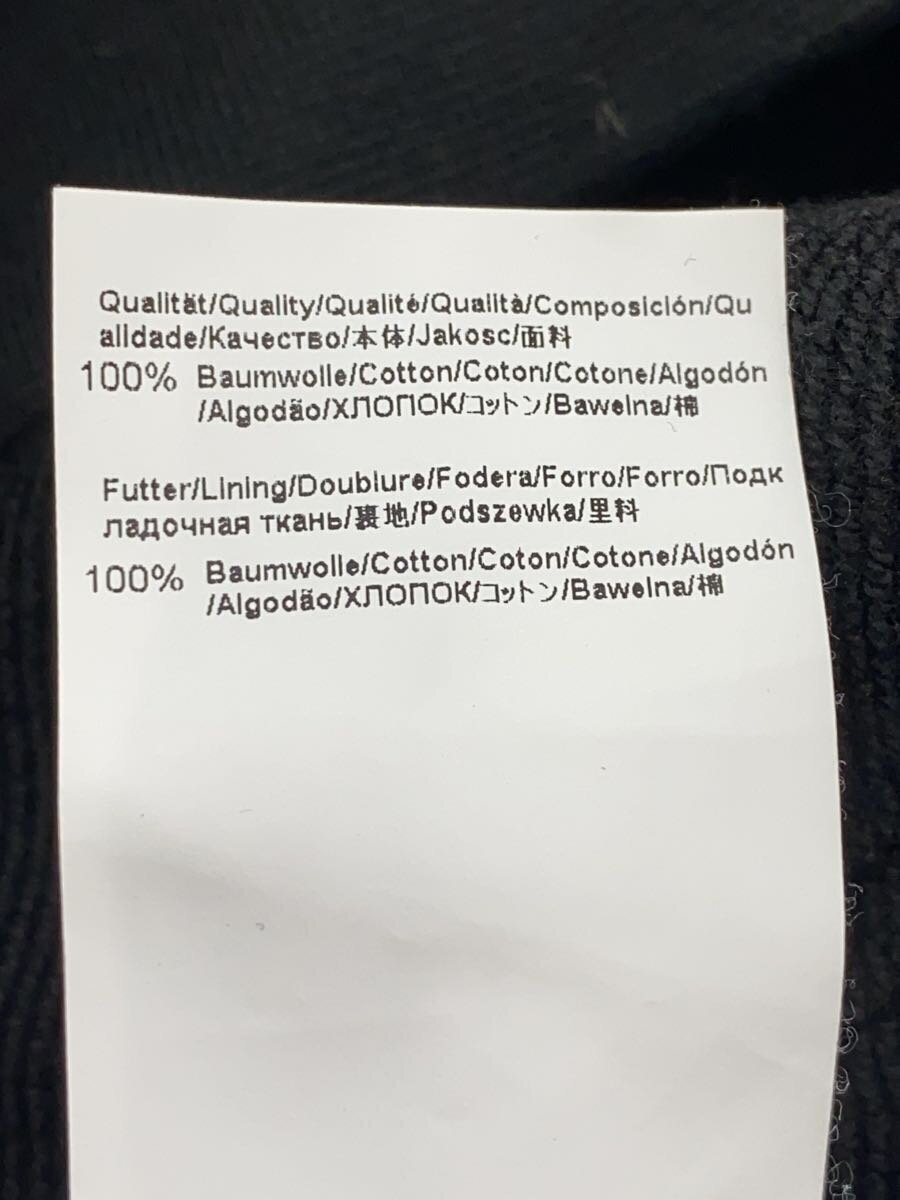 Qualität/Quality/Qualité/Qualità/Composición/Qu
alidade/Качество/本体/Jakosc/面料
100% Baumwolle/Cotton/Coton/Cotone/Algodón
/Algodão/ХЛОПОК/コットン/Bawelna/棉
Futter/Lining/Doublure/Fodera/Forro/Forro/Подк
ладочная ткань/裏地/Podszewka/里料
100% Baumwolle/Cotton/Coton/Cotone/Algodón
/Algodão/ХЛОПОК/コットン/Bawelna/棉